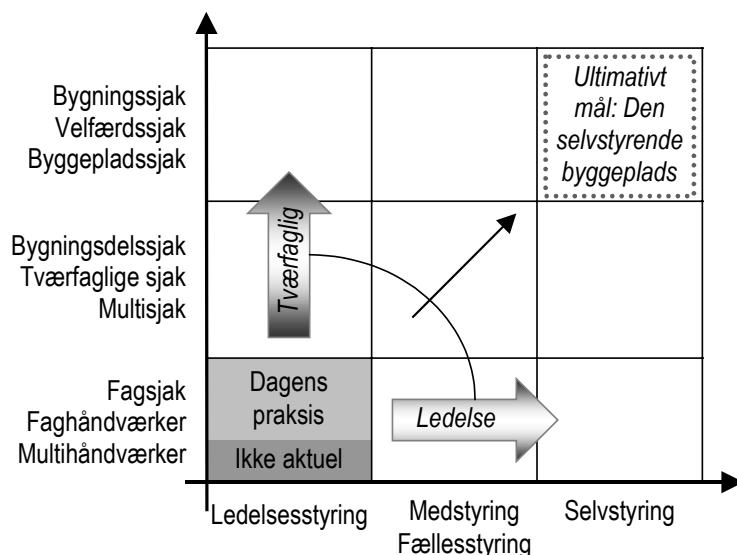 Bygningssjak
Velfærdssjak
Byggepladssjak
Ultimativt
mål: Den
selvstyrende
byggeplads
Bygningsdelssjak
Tværfaglige sjak
Multisjak
Tværfaglig
Fagsjak
Faghåndværker
Multihåndværker
Dagens
praksis
Ikke aktuel
Ledelse
Ledelsesstyring
Medstyring
Fællesstyring
Selvstyring